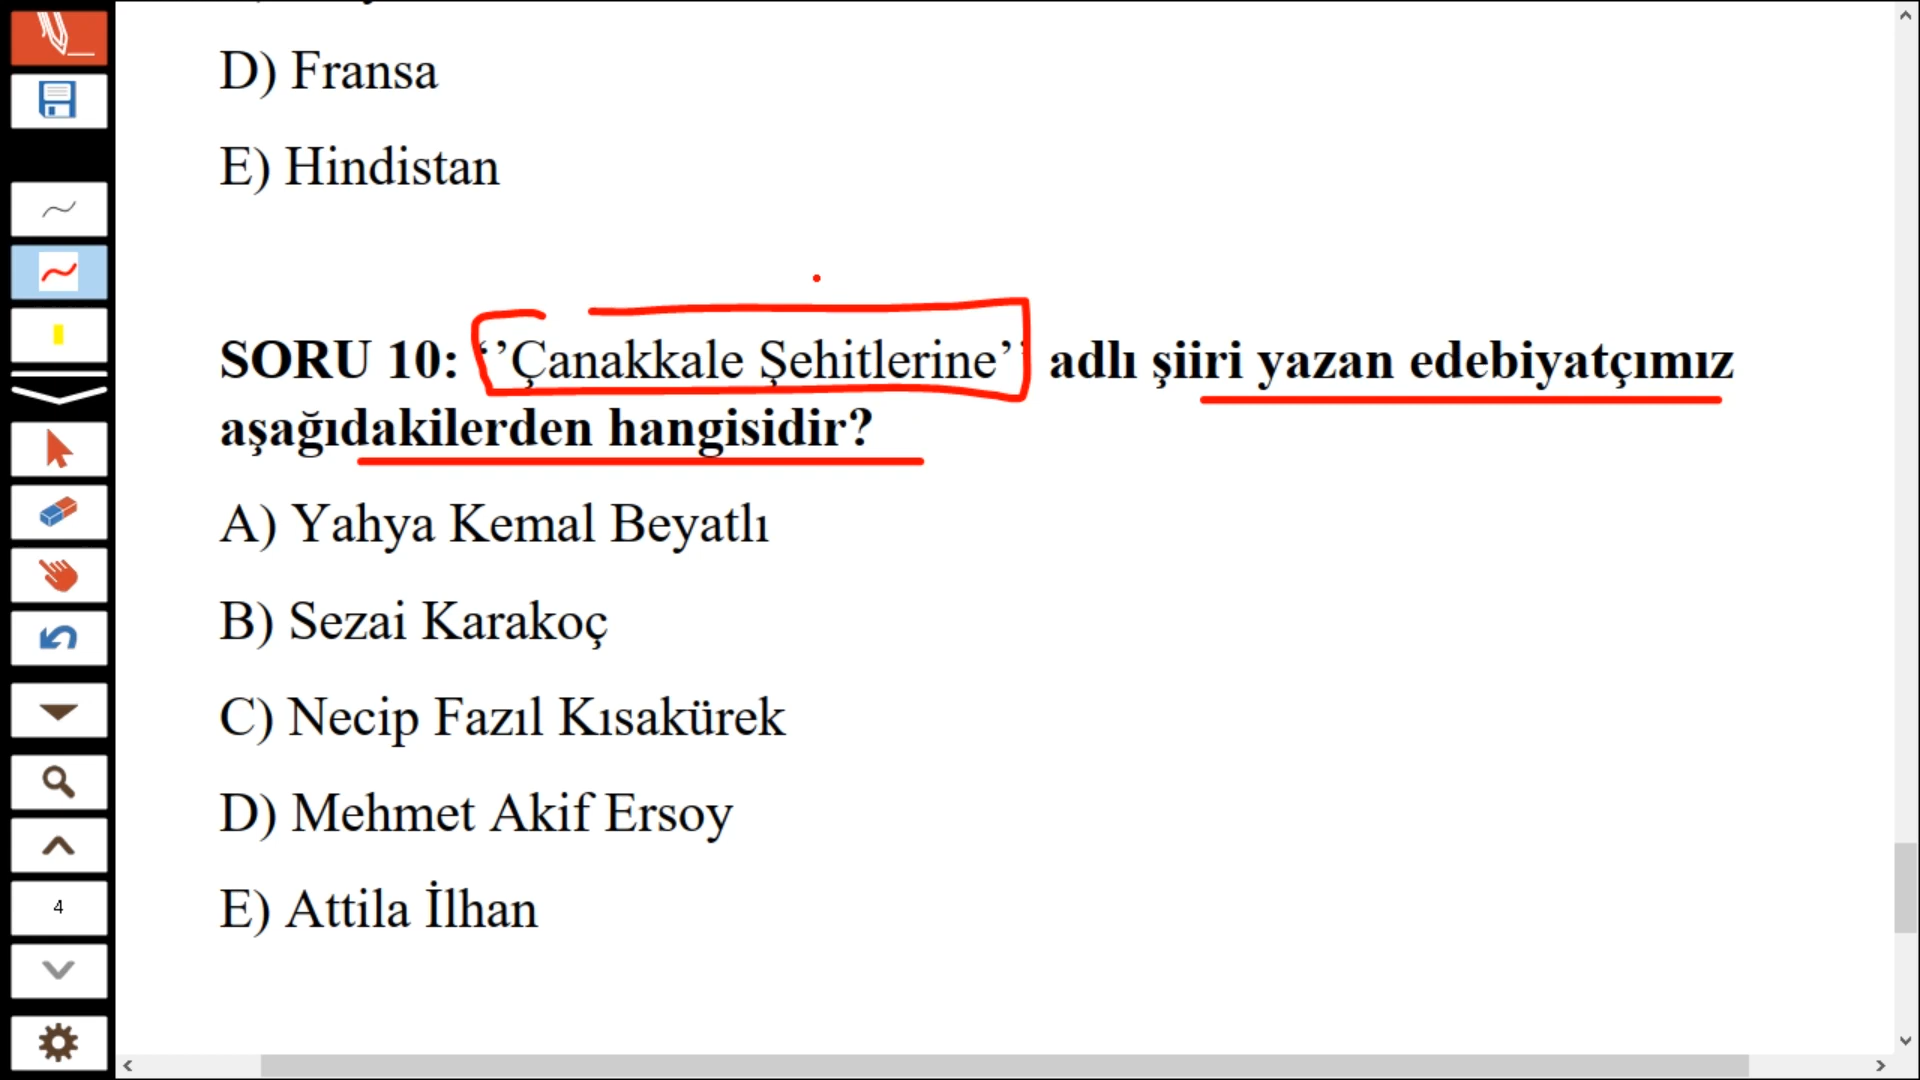 D) Fransa
E) Hindistan
SORU 10: ‘’Çanakkale Şehitlerine’’ adlı şiiri yazan edebiyatçımız
aşağıdakilerden hangisidir?
A) Yahya Kemal Beyatlı
B) Sezai Karakoç
C) Necip Fazıl Kısakürek
D) Mehmet Akif Ersoy
E) Attila İlhan
4